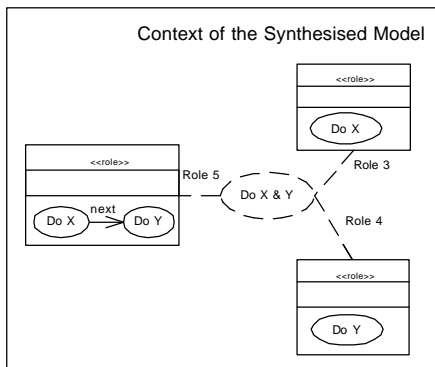 Context of the Synthesised Model
<<role>>
Do X
Role 3
<<role>>
Role 5
Do X & Y
next
Do X
Do Y
Role 4
<<role>>
Do Y